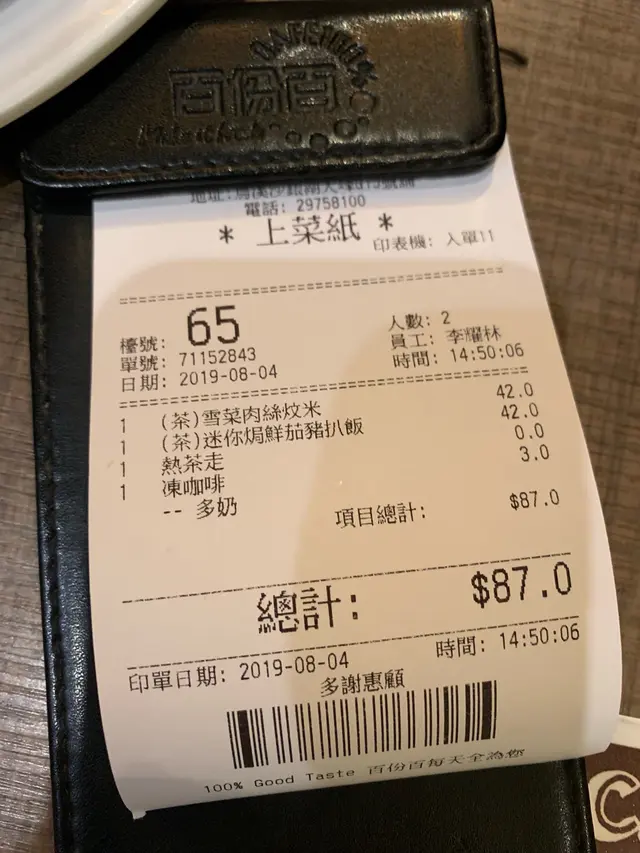 CAFE100%
百份百
電話: 29758100
* 上菜紙 *
印表機: 入單11
檯號: 65
人數: 2
單號: 71152843
員工: 李耀林
日期: 2019-08-04
時間: 14:50:06
1 (茶)雪菜肉絲炆米 42.0
1 (茶)迷你焗鮮茄豬扒飯 42.0
1 熱茶走 0.0
1 凍咖啡 3.0
-- 多奶
項目總計: $87.0
總計: $87.0
印單日期: 2019-08-04 時間: 14:50:06
多謝惠顧
100% Good Taste 百份百每天全為您